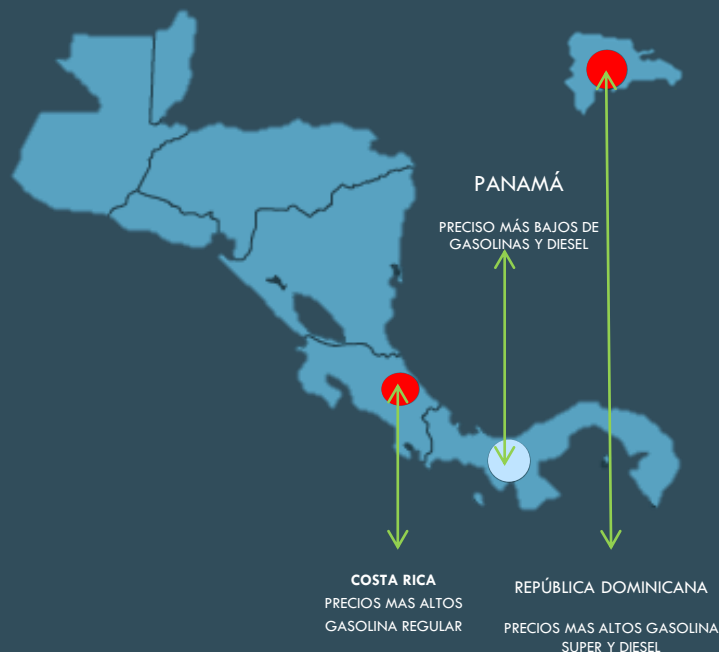 PANAMÁ
PRECISO MÁS BAJOS DE
GASOLINAS Y DIESEL
COSTA RICA
PRECIOS MAS ALTOS
GASOLINA REGULAR
REPÚBLICA DOMINICANA
PRECIOS MAS ALTOS GASOLINA
SUPER Y DIESEL